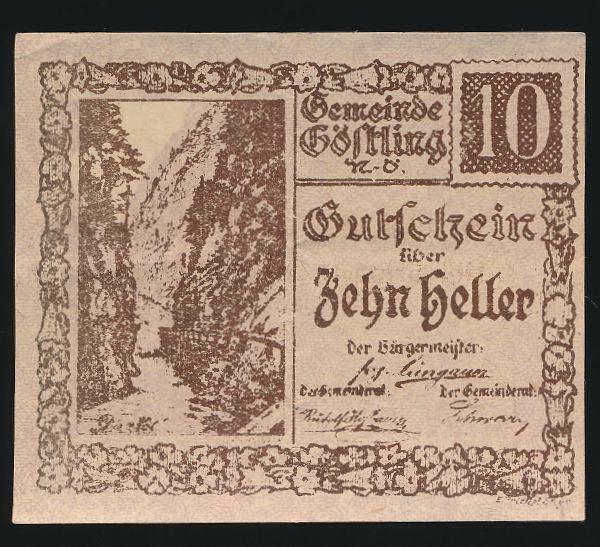 Gemeinde
Göstling
N.-Ö.
10
Gutschein
über
Zehn Heller
Der Bürgermeister:
Der Gemeinderat:
Der Gemeinderat: